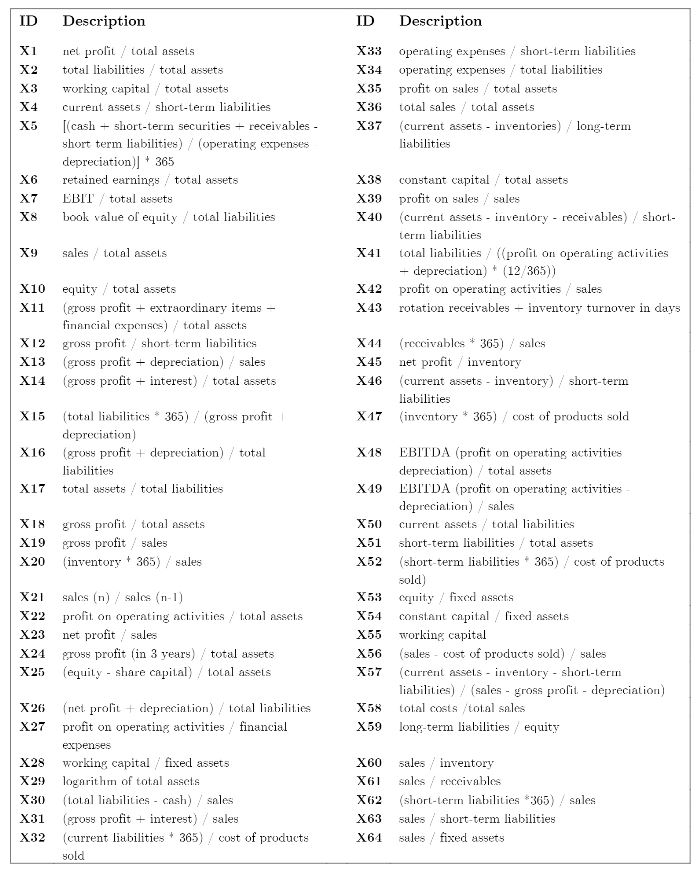 ID Description
X1 net profit / total assets
X2 total liabilities / total assets
X3 working capital / total assets
X4 current assets / short-term liabilities
X5 [(cash + short-term securities + receivables -
short term liabilities) / (operating expenses
depreciation)] * 365
X6 retained earnings / total assets
X7 EBIT / total assets
X8 book value of equity / total liabilities
X9 sales / total assets
X10 equity / total assets
X11 (gross profit + extraordinary items +
financial expenses) / total assets
X12 gross profit / short term liabilities
X13 (gross profit + depreciation) / sales
X14 (gross profit + interest) / total assets
X15 (total liabilities * 365) / (gross profit +
depreciation)
X16 (gross profit + depreciation) / total
liabilities
X17 total assets / total liabilities
X18 gross profit / total assets
X19 gross profit / sales
X20 (inventory * 365) / sales
X21 sales (n) / sales (n-1)
X22 profit on operating activities / total assets
X23 net profit / sales
X24 gross profit (in 3 years) / total assets
X25 (equity - share capital) / total assets
X26 (net profit + depreciation) / total liabilities
X27 profit on operating activities / financial
expenses
X28 working capital / fixed assets
X29 logarithm of total assets
X30 (total liabilities - cash) / sales
X31 (gross profit + interest) / sales
X32 (current liabilities * 365) / cost of products
sold
ID Description
X33 operating expenses / short-term liabilities
X34 operating expenses / total liabilities
X35 profit on sales / total assets
X36 total sales / total assets
X37 (current assets - inventories) / long-term
liabilities
X38 constant capital / total assets
X39 profit on sales / sales
X40 (current assets - inventory - receivables) / short-
term liabilities
X41 total liabilities / ((profit on operating activities
+ depreciation) * (12/365))
X42 profit on operating activities / sales
X43 rotation receivables + inventory turnover in days
X44 (receivables * 365) / sales
X45 net profit / inventory
X46 (current assets - inventory) / short-term
liabilities
X47 (inventory * 365) / cost of products sold
X48 EBITDA (profit on operating activities
depreciation) / total assets
X49 EBITDA (profit on operating activities -
depreciation) / sales
X50 current assets / total liabilities
X51 short-term liabilities / total assets
X52 (short-term liabilities * 365) / cost of products
sold)
X53 equity / fixed assets
X54 constant capital / fixed assets
X55 working capital
X56 (sales - cost of products sold) / sales
X57 (current assets - inventory - short-term
liabilities) / (sales - gross profit - depreciation)
X58 total costs /total sales
X59 long-term liabilities / equity
X60 sales / inventory
X61 sales / receivables
X62 (short-term liabilities *365) / sales
X63 sales / short-term liabilities
X64 sales / fixed assets